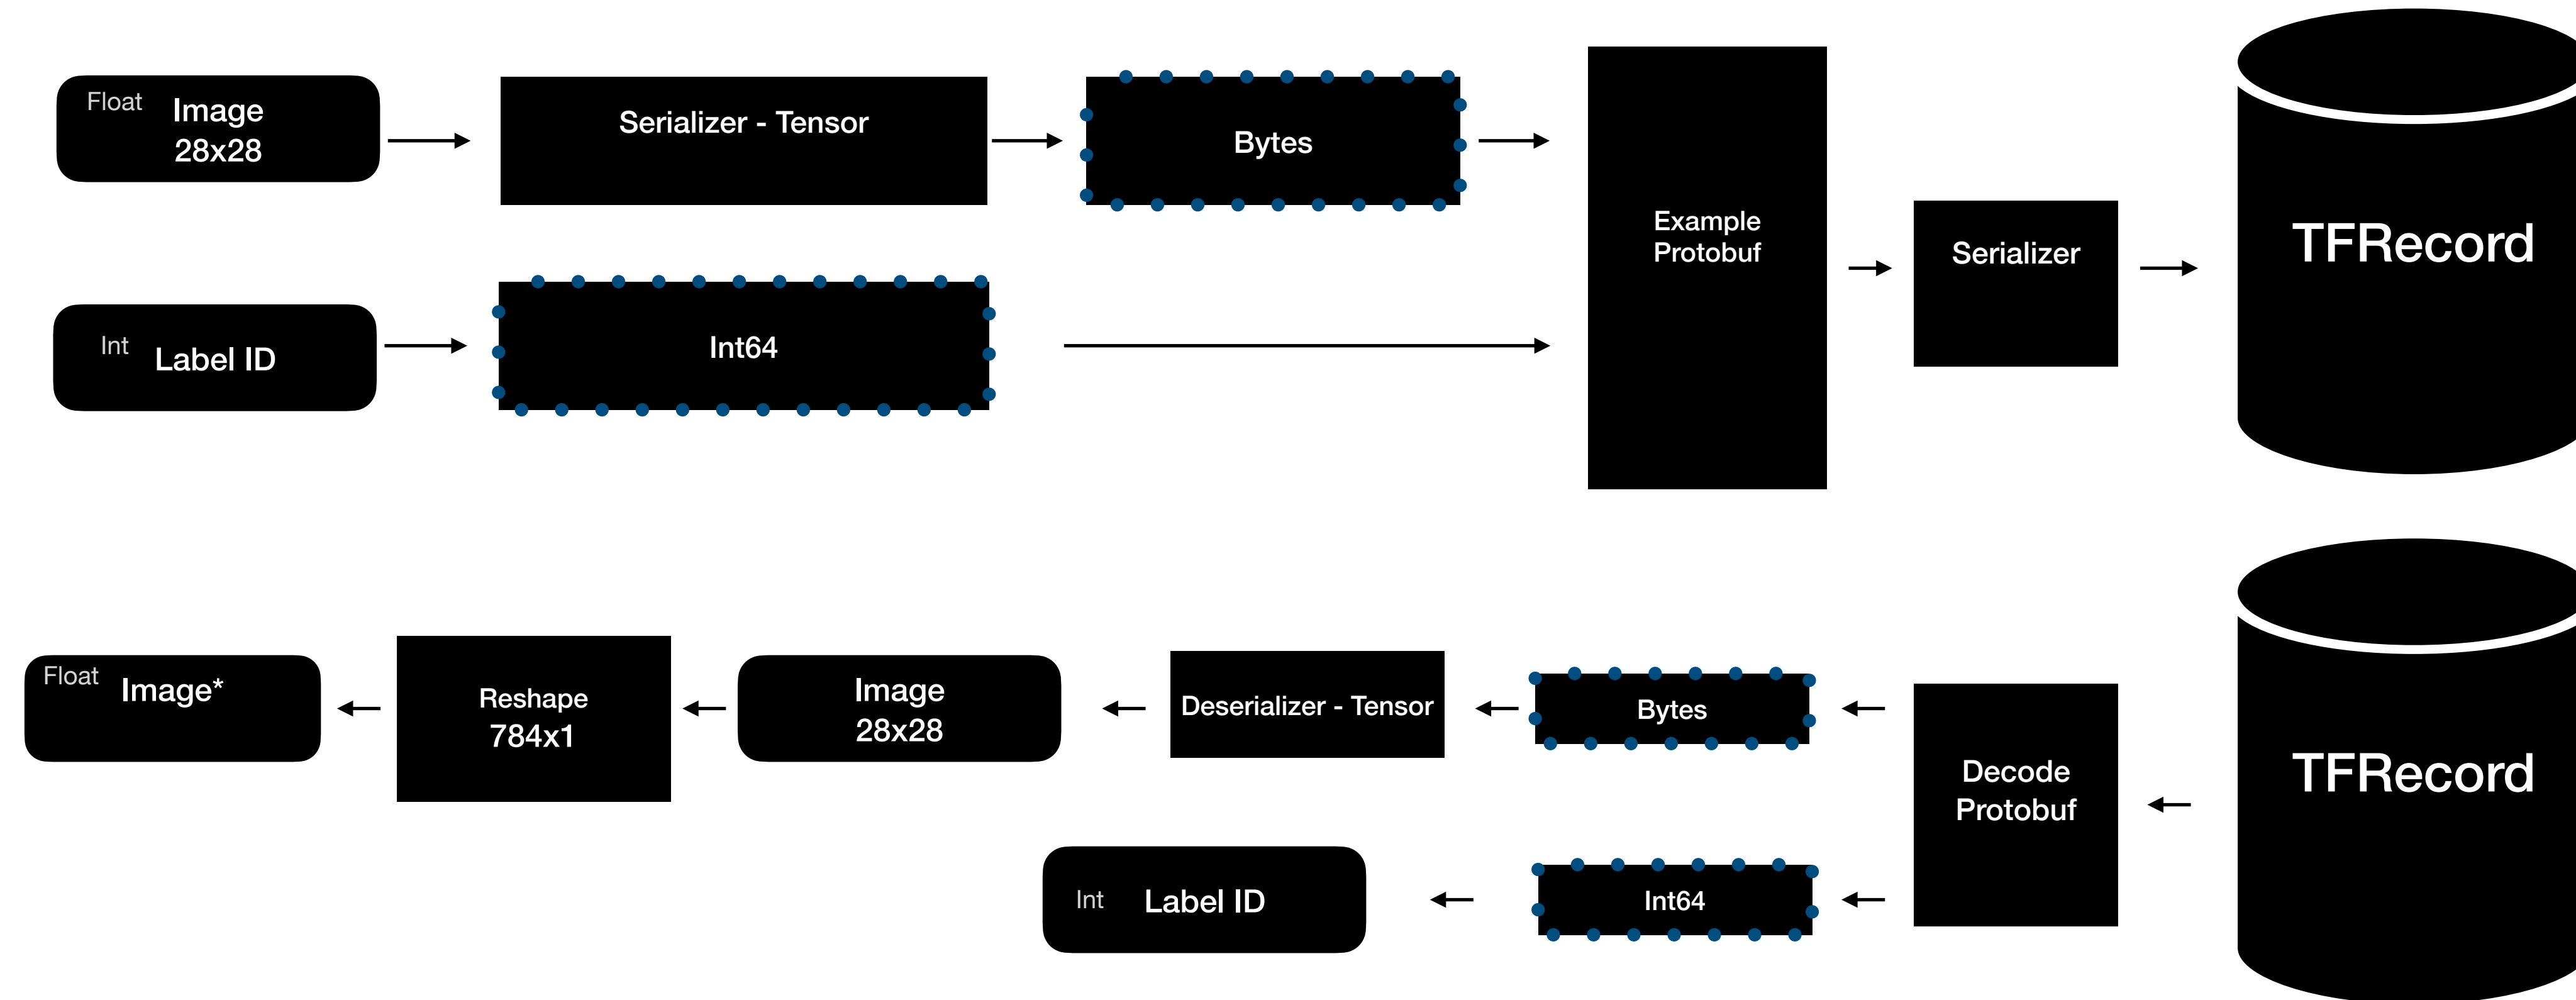 Float
Image
28x28
Serializer - Tensor
Bytes
Example
Protobuf
Serializer
TFRecord
Int
Label ID
Int64
Float
Image*
Reshape
784x1
Image
28x28
Deserializer - Tensor
Bytes
Decode
Protobuf
TFRecord
Int
Label ID
Int64